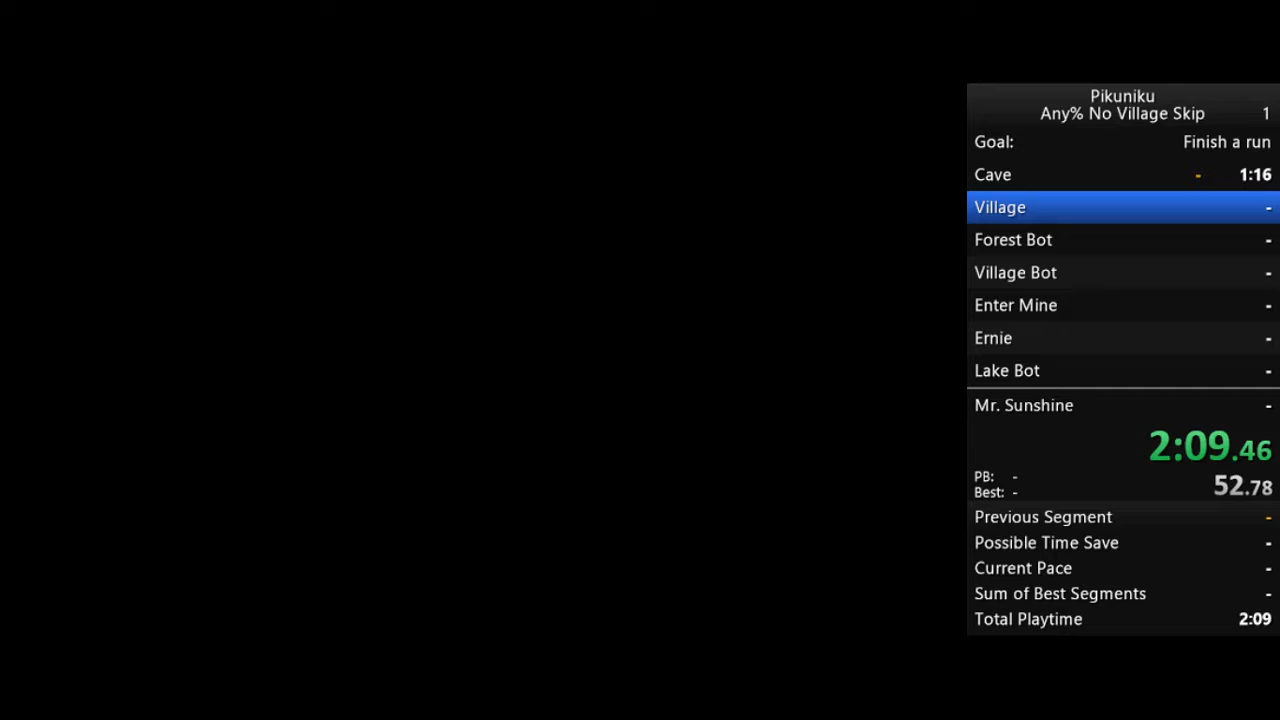 Pikuniku
Any% No Village Skip 1
Goal: Finish a run
Cave - 1:16
Village -
Forest Bot -
Village Bot -
Enter Mine -
Ernie -
Lake Bot -
Mr. Sunshine -
2:09.46
PB: -
Best: - 52.78
Previous Segment -
Possible Time Save -
Current Pace -
Sum of Best Segments -
Total Playtime 2:09